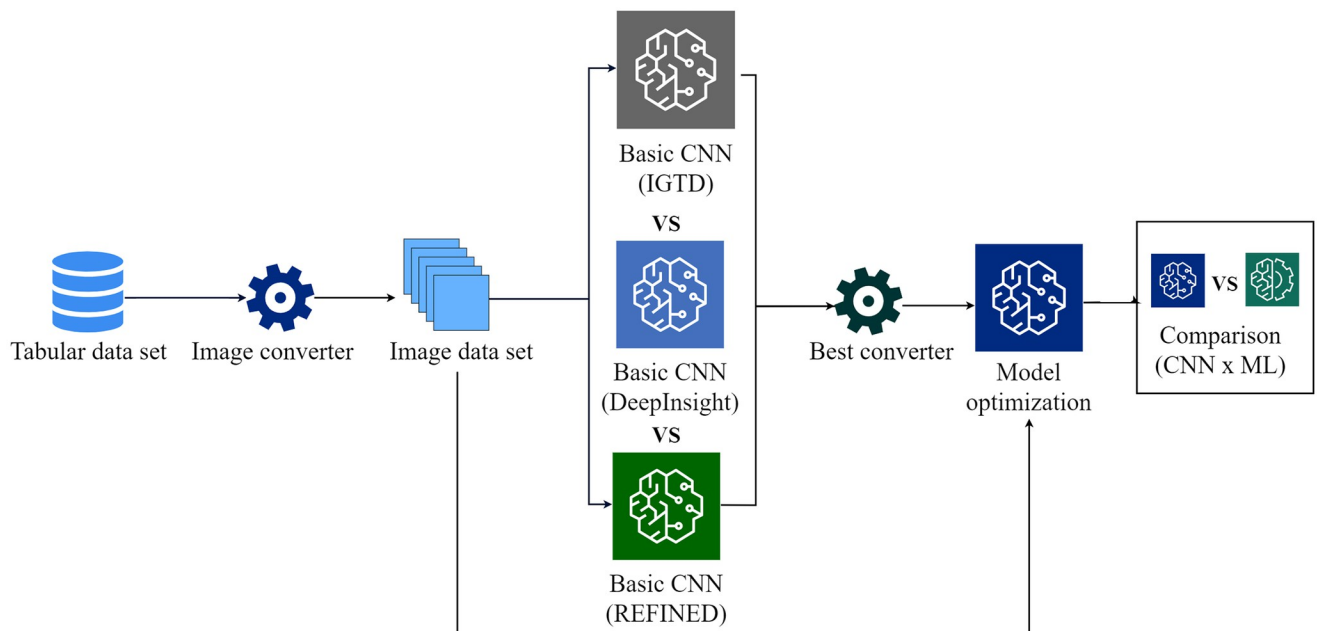 Tabular data set
Image converter
Image data set
Basic CNN
(IGTD)
VS
Basic CNN
(DeepInsight)
VS
Basic CNN
(REFINED)
Best converter
Model
optimization
VS
Comparison
(CNN x ML)